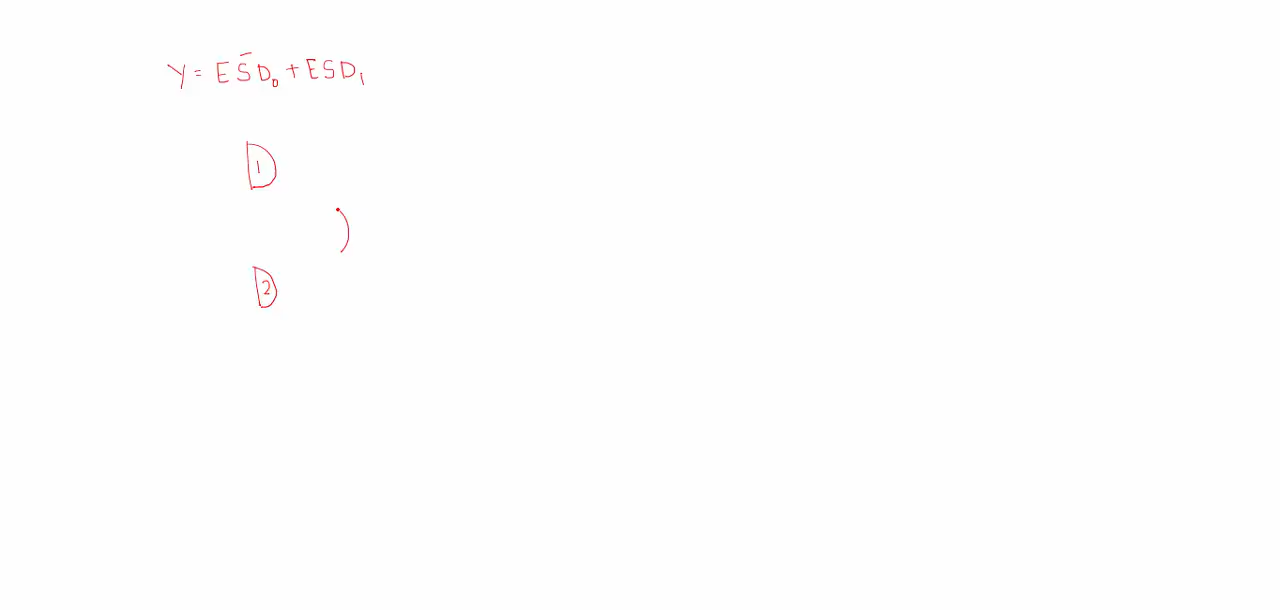 Y = ES̅D₀ + ESD₁
1
2